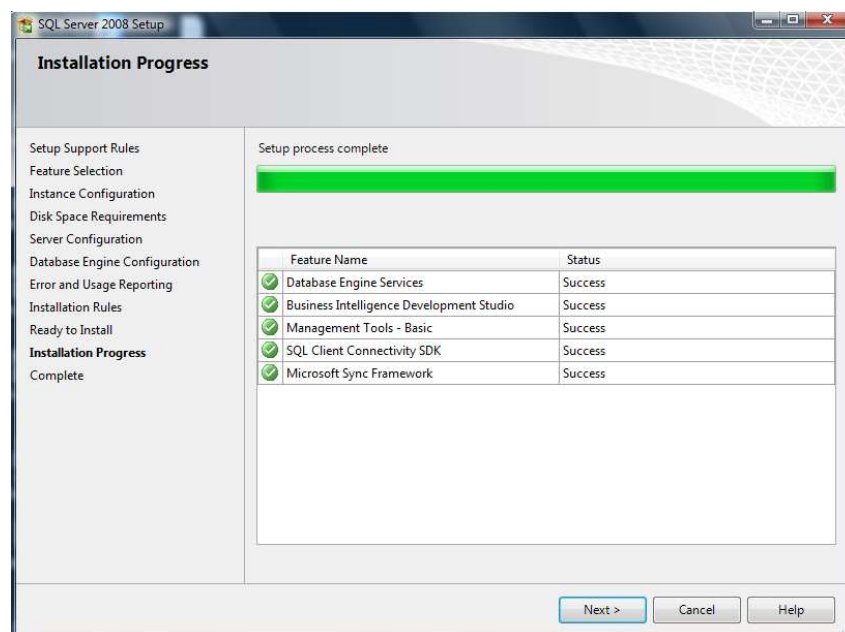 SQL Server 2008 Setup
Installation Progress
Setup Support Rules
Feature Selection
Instance Configuration
Disk Space Requirements
Server Configuration
Database Engine Configuration
Error and Usage Reporting
Installation Rules
Ready to Install
Installation Progress
Complete
Setup process complete
Feature Name Status
Database Engine Services Success
Business Intelligence Development Studio Success
Management Tools - Basic Success
SQL Client Connectivity SDK Success
Microsoft Sync Framework Success
Next > Cancel Help